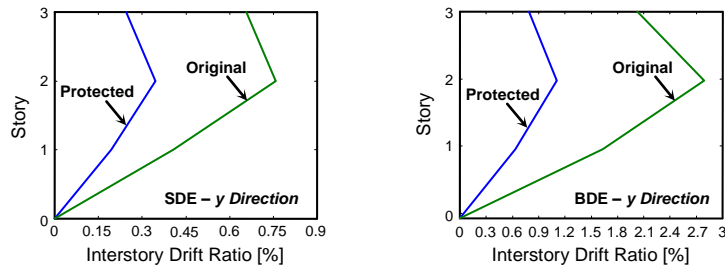 3
2
1
0
Story
Protected
Original
SDE – y Direction
0 0.15 0.3 0.45 0.6 0.75 0.9
Interstory Drift Ratio [%]
3
2
1
0
Story
Protected
Original
BDE – y Direction
0 0.3 0.6 0.9 1.2 1.5 1.8 2.1 2.4 2.7 3
Interstory Drift Ratio [%]